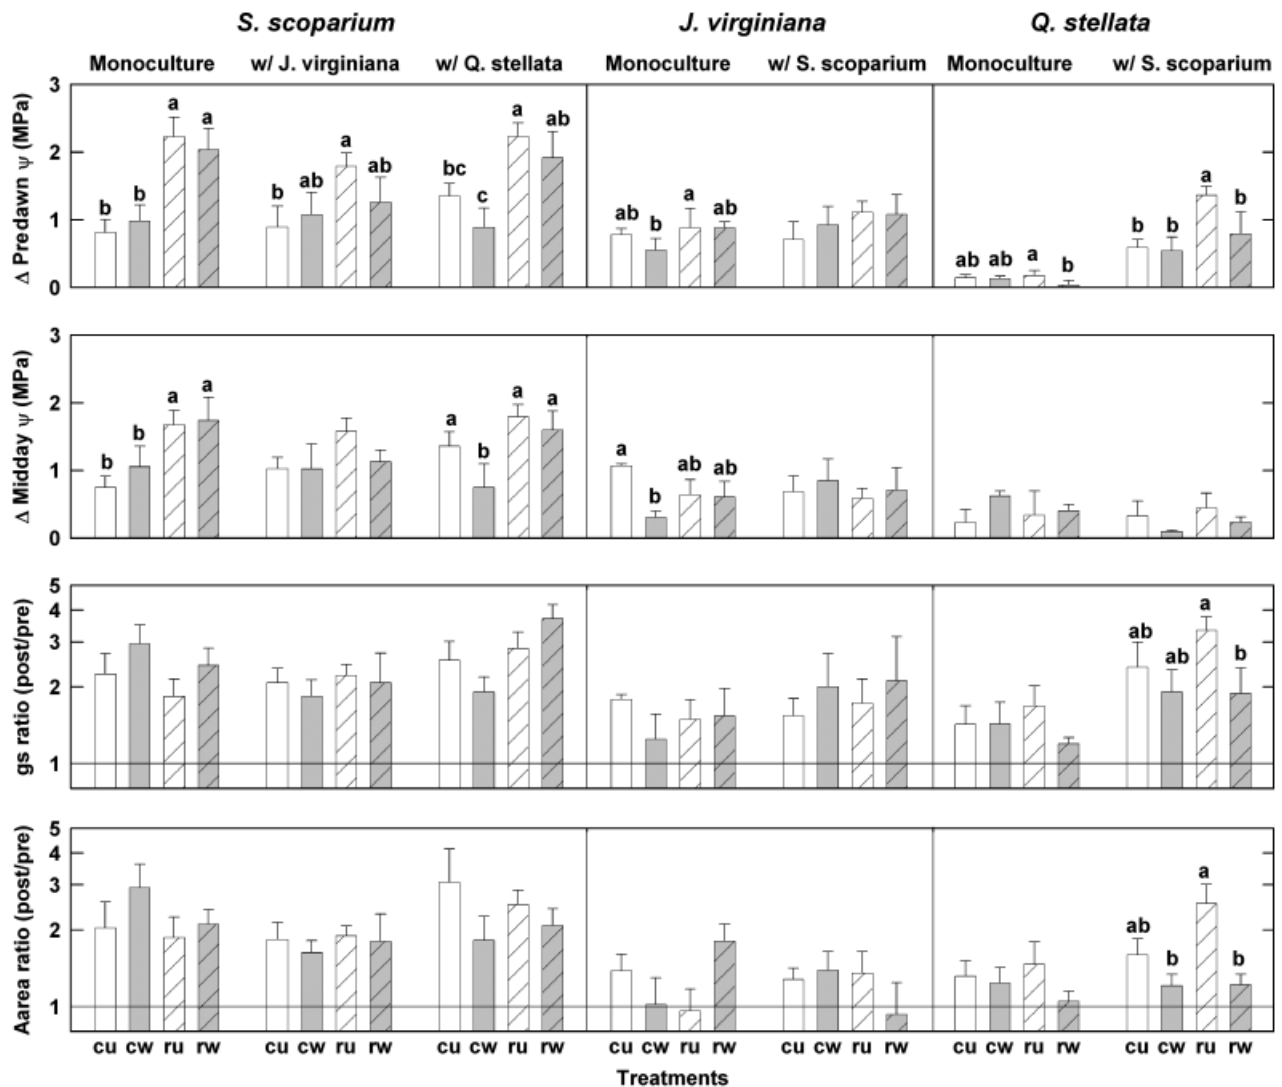 S. scoparium J. virginiana Q. stellata
Monoculture w/ J. virginiana w/ Q. stellata Monoculture w/ S. scoparium Monoculture w/ S. scoparium
Δ Predawn ψ (MPa)
3
2
1
0
b b a a b ab a ab bc c a ab ab b a ab ab ab a b b b a b
Δ Midday ψ (MPa)
3
2
1
0
b b a a a b a a a b ab ab
gs ratio (post/pre)
5
4
3
2
1
ab ab a b
Aarea ratio (post/pre)
5
4
3
2
1
ab b a b
cu cw ru rw cu cw ru rw cu cw ru rw cu cw ru rw cu cw ru rw cu cw ru rw cu cw ru rw
Treatments